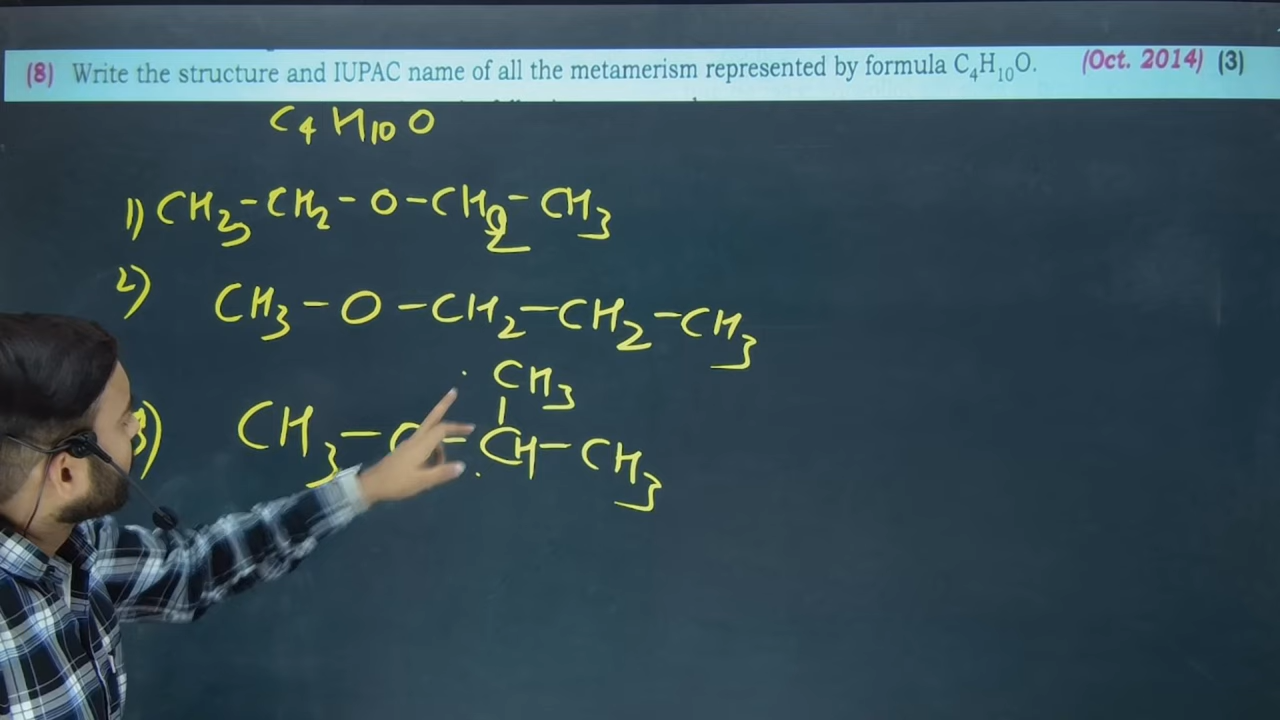 (8) Write the structure and IUPAC name of all the metamerism represented by formula C₄H₁₀O. (Oct. 2014) (3)
C₄H₁₀O
1) CH₃-CH₂-O-CH₂-CH₃
2) CH₃-O-CH₂-CH₂-CH₃
CH₃
|
3) CH₃-O-CH-CH₃